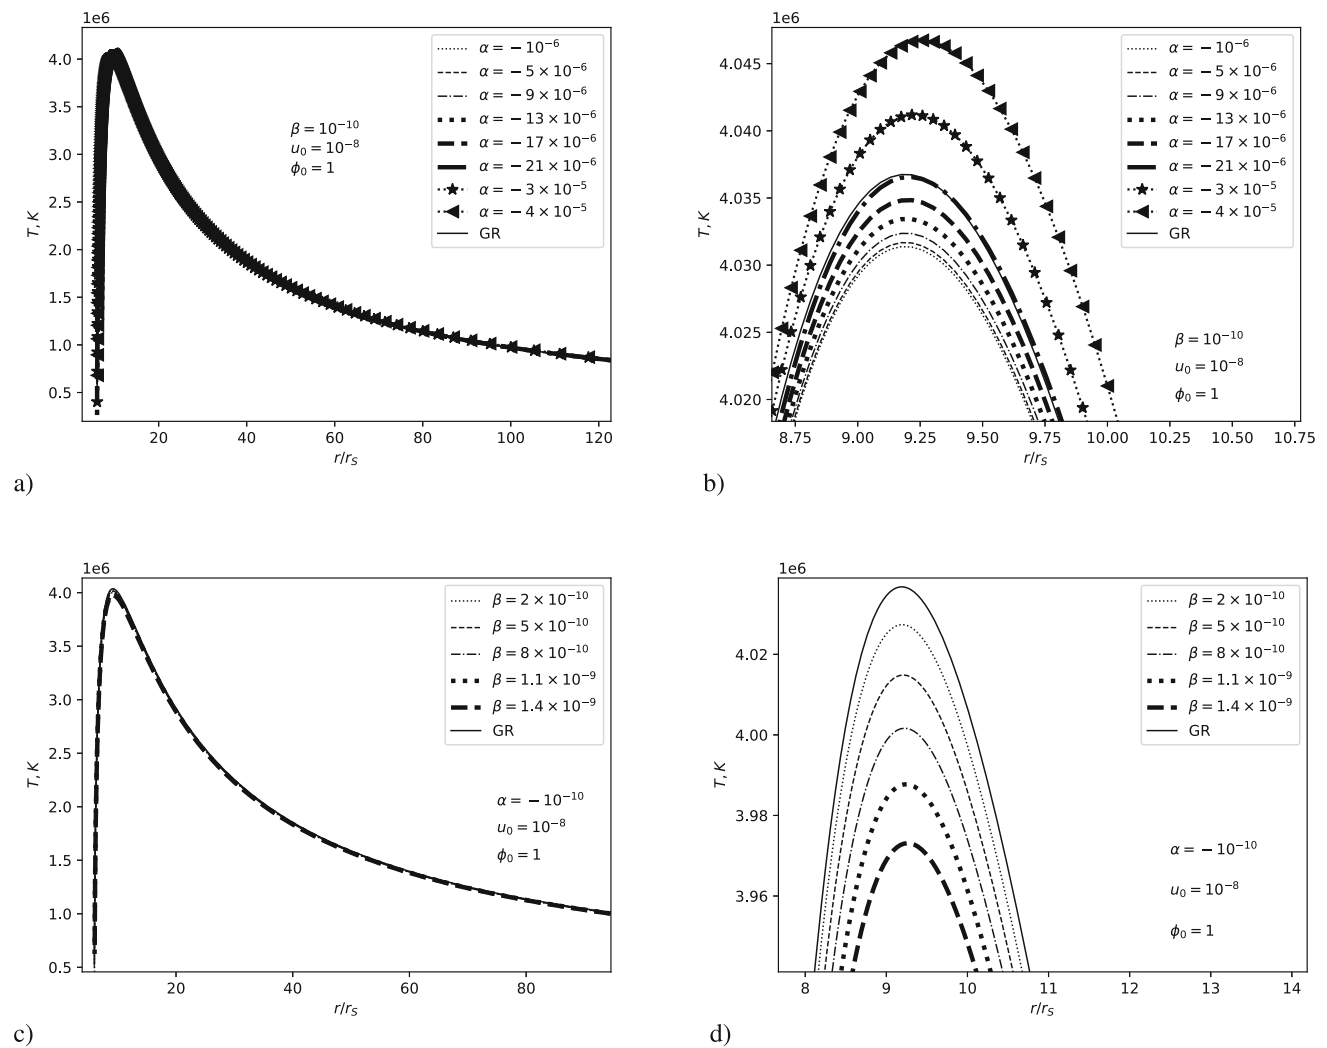 1e6
4.0
3.5
3.0
2.5
2.0
1.5
1.0
0.5
T, K
20 40 60 80 100 120
r/r_S
β = 10⁻¹⁰
u₀ = 10⁻⁸
ϕ₀ = 1
α = −10⁻⁶
α = −5 × 10⁻⁶
α = −9 × 10⁻⁶
α = −13 × 10⁻⁶
α = −17 × 10⁻⁶
α = −21 × 10⁻⁶
α = −3 × 10⁻⁵
α = −4 × 10⁻⁵
GR
a)
1e6
4.045
4.040
4.035
4.030
4.025
4.020
T, K
8.75 9.00 9.25 9.50 9.75 10.00 10.25 10.50 10.75
r/r_S
α = −10⁻⁶
α = −5 × 10⁻⁶
α = −9 × 10⁻⁶
α = −13 × 10⁻⁶
α = −17 × 10⁻⁶
α = −21 × 10⁻⁶
α = −3 × 10⁻⁵
α = −4 × 10⁻⁵
GR
β = 10⁻¹⁰
u₀ = 10⁻⁸
ϕ₀ = 1
b)
1e6
4.0
3.5
3.0
2.5
2.0
1.5
1.0
0.5
T, K
20 40 60 80
r/r_S
β = 2 × 10⁻¹⁰
β = 5 × 10⁻¹⁰
β = 8 × 10⁻¹⁰
β = 1.1 × 10⁻⁹
β = 1.4 × 10⁻⁹
GR
α = −10⁻¹⁰
u₀ = 10⁻⁸
ϕ₀ = 1
c)
1e6
4.02
4.00
3.98
3.96
T, K
8 9 10 11 12 13 14
r/r_S
β = 2 × 10⁻¹⁰
β = 5 × 10⁻¹⁰
β = 8 × 10⁻¹⁰
β = 1.1 × 10⁻⁹
β = 1.4 × 10⁻⁹
GR
α = −10⁻¹⁰
u₀ = 10⁻⁸
ϕ₀ = 1
d)